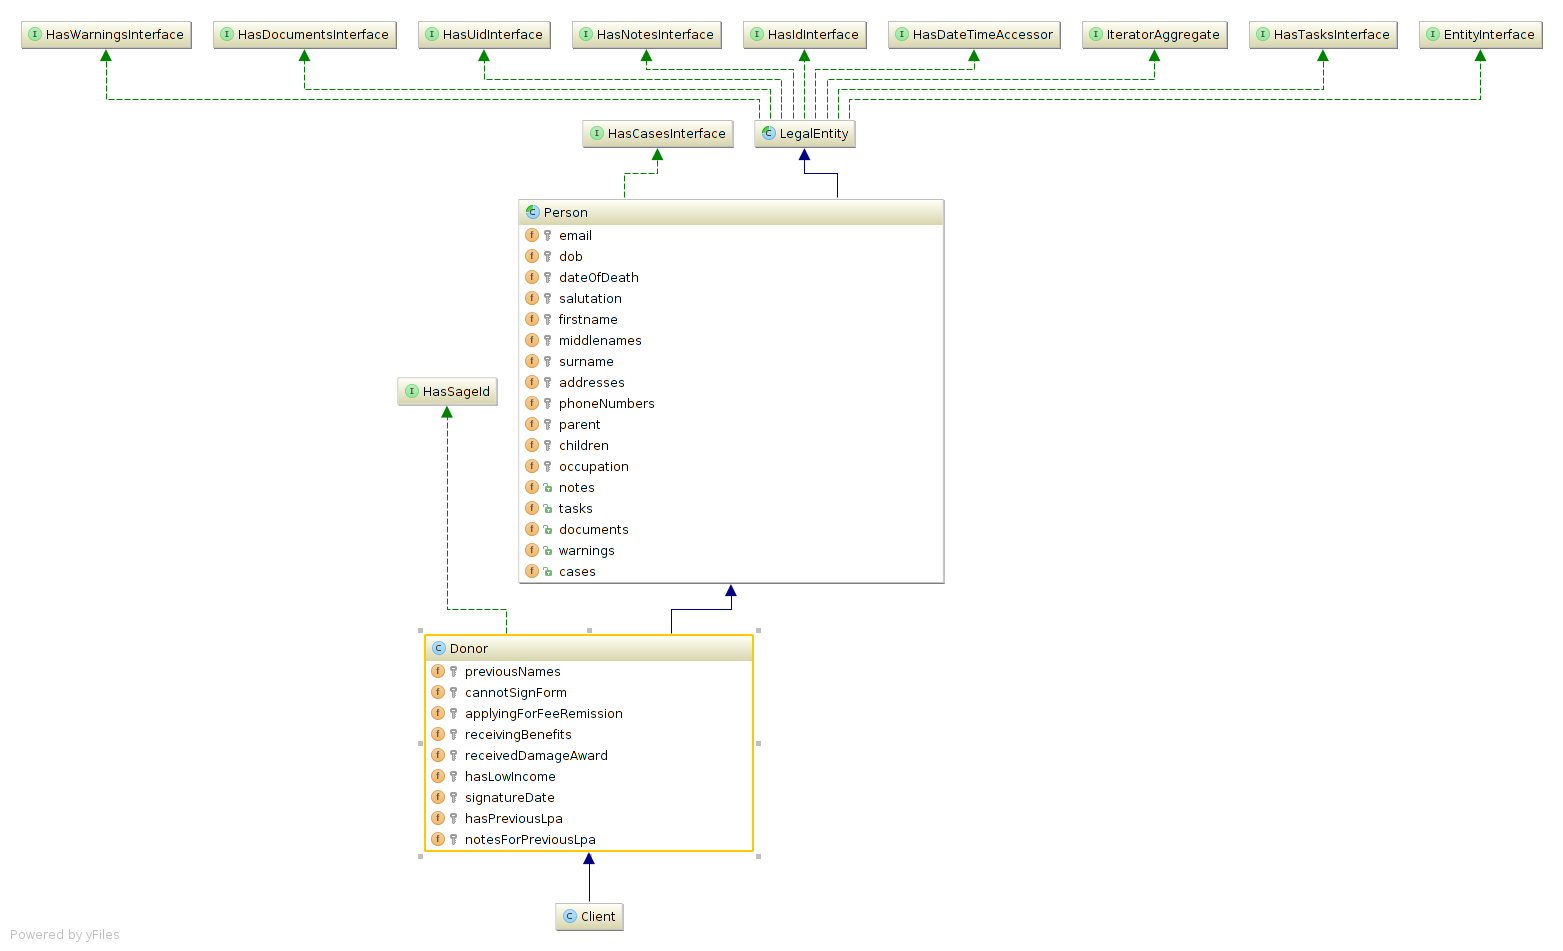 HasWarningsInterface
HasDocumentsInterface
HasUidInterface
HasNotesInterface
HasIdInterface
HasDateTimeAccessor
IteratorAggregate
HasTasksInterface
EntityInterface
HasCasesInterface
LegalEntity
Person
email
dob
dateOfDeath
salutation
firstname
middlenames
surname
addresses
phoneNumbers
parent
children
occupation
notes
tasks
documents
warnings
cases
HasSageId
Donor
previousNames
cannotSignForm
applyingForFeeRemission
receivingBenefits
receivedDamageAward
hasLowIncome
signatureDate
hasPreviousLpa
notesForPreviousLpa
Client
Powered by yFiles